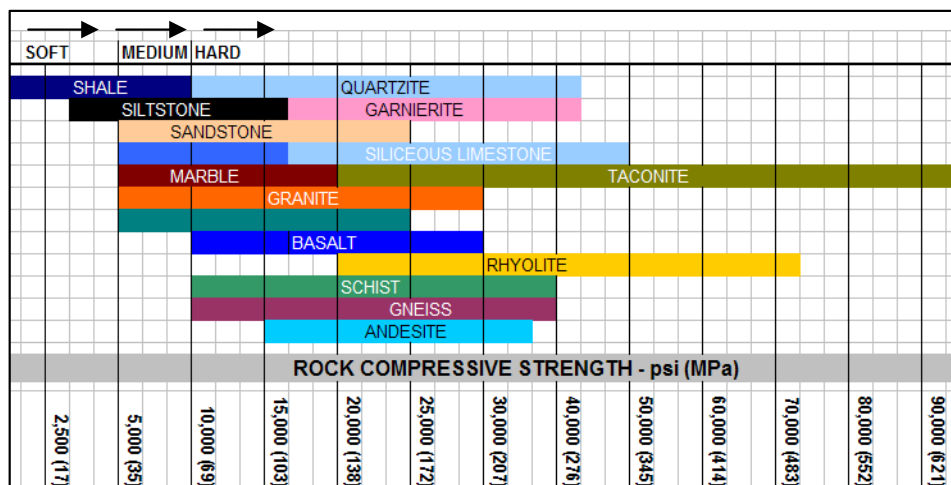 SOFT MEDIUM HARD
SHALE QUARTZITE
SILTSTONE GARNIERITE
SANDSTONE
SILICEOUS LIMESTONE
MARBLE TACONITE
GRANITE
BASALT
RHYOLITE
SCHIST
GNEISS
ANDESITE
ROCK COMPRESSIVE STRENGTH - psi (MPa)
2,500 (17)
5,000 (35)
10,000 (69)
15,000 (103)
20,000 (138)
25,000 (172)
30,000 (207)
40,000 (276)
50,000 (345)
60,000 (414)
70,000 (483)
80,000 (552)
90,000 (621)